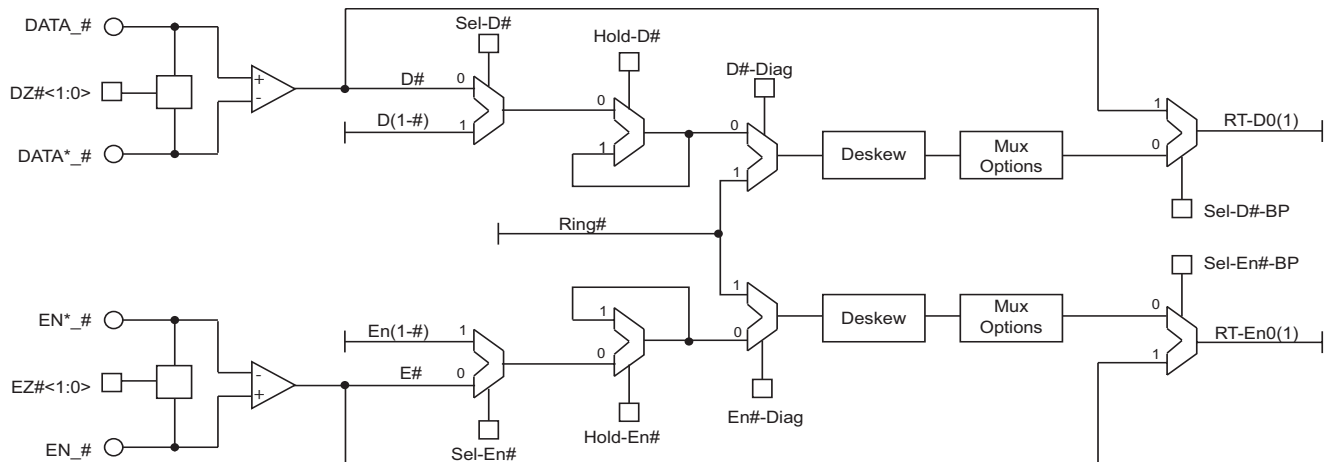 DATA_#
Sel-D#
Hold-D#
D#-Diag
DZ#<1:0>
+
-
D#
0
D(1-#)
1
0
1
0
1
Deskew
Mux
Options
1
0
RT-D0(1)
DATA*_#
Sel-D#-BP
Ring#
Sel-En#-BP
EN*_#
EZ#<1:0>
-
+
En(1-#)
1
E#
0
1
0
1
0
Deskew
Mux
Options
0
1
RT-En0(1)
EN_#
Sel-En#
Hold-En#
En#-Diag